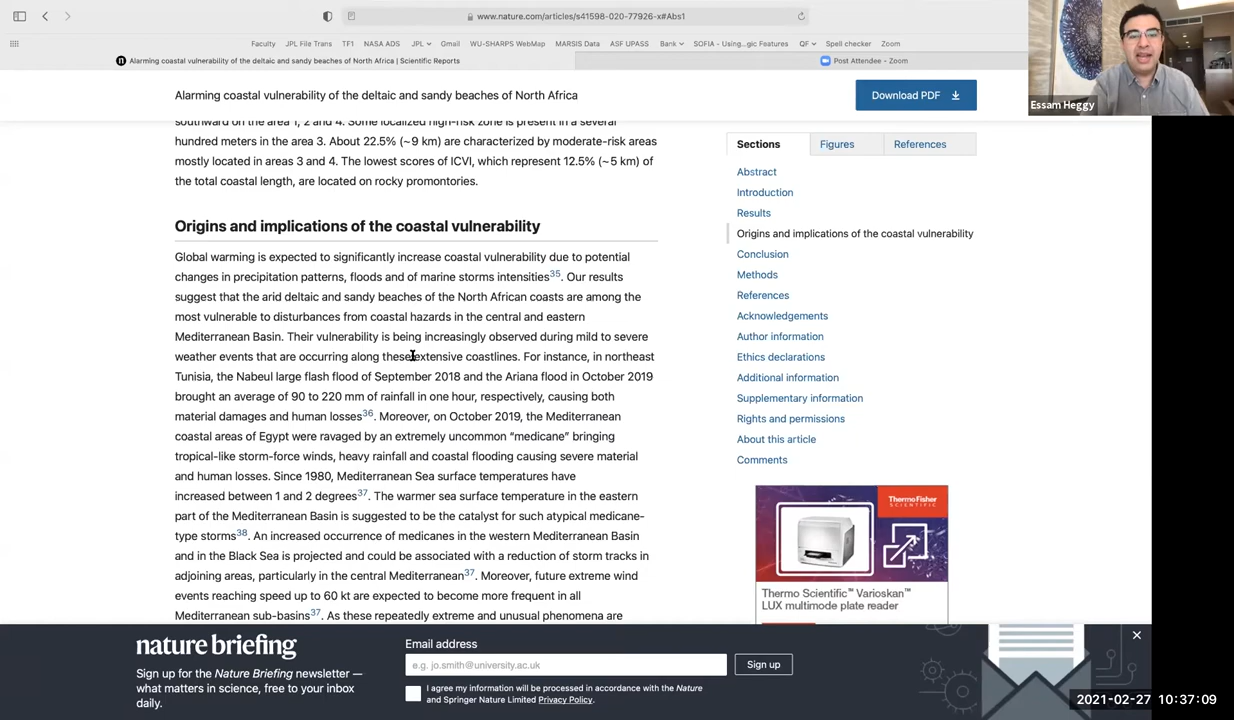 www.nature.com/articles/s41598-020-77926-x#Abs1
Faculty JPL File Trans TF1 NASA ADS JPL Gmail WU-SHARPS WebMap MARSIS Data ASF UPASS Bank SOFIA - Using...gic Features QF Spell checker Zoom
Alarming coastal vulnerability of the deltaic and sandy beaches of North Africa | Scientific Reports
Post Attendee - Zoom
Essam Heggy
Alarming coastal vulnerability of the deltaic and sandy beaches of North Africa
Download PDF
southward on the area 1, 2 and 4. Some localized high-risk zone is present in a several
hundred meters in the area 3. About 22.5% (~9 km) are characterized by moderate-risk areas
mostly located in areas 3 and 4. The lowest scores of ICVI, which represent 12.5% (~5 km) of
the total coastal length, are located on rocky promontories.
Origins and implications of the coastal vulnerability
Global warming is expected to significantly increase coastal vulnerability due to potential
changes in precipitation patterns, floods and of marine storms intensities35. Our results
suggest that the arid deltaic and sandy beaches of the North African coasts are among the
most vulnerable to disturbances from coastal hazards in the central and eastern
Mediterranean Basin. Their vulnerability is being increasingly observed during mild to severe
weather events that are occurring along these extensive coastlines. For instance, in northeast
Tunisia, the Nabeul large flash flood of September 2018 and the Ariana flood in October 2019
brought an average of 90 to 220 mm of rainfall in one hour, respectively, causing both
material damages and human losses36. Moreover, on October 2019, the Mediterranean
coastal areas of Egypt were ravaged by an extremely uncommon “medicane” bringing
tropical-like storm-force winds, heavy rainfall and coastal flooding causing severe material
and human losses. Since 1980, Mediterranean Sea surface temperatures have
increased between 1 and 2 degrees37. The warmer sea surface temperature in the eastern
part of the Mediterranean Basin is suggested to be the catalyst for such atypical medicane-
type storms38. An increased occurrence of medicanes in the western Mediterranean Basin
and in the Black Sea is projected and could be associated with a reduction of storm tracks in
adjoining areas, particularly in the central Mediterranean37. Moreover, future extreme wind
events reaching speed up to 60 kt are expected to become more frequent in all
Mediterranean sub-basins37. As these repeatedly extreme and unusual phenomena are
Sections Figures References
Abstract
Introduction
Results
Origins and implications of the coastal vulnerability
Conclusion
Methods
References
Acknowledgements
Author information
Ethics declarations
Additional information
Supplementary information
Rights and permissions
About this article
Comments
ThermoFisher
SCIENTIFIC
Thermo Scientific™ Varioskan™
LUX multimode plate reader
nature briefing
Sign up for the Nature Briefing newsletter —
what matters in science, free to your inbox
daily.
Email address
e.g. jo.smith@university.ac.uk
Sign up
I agree my information will be processed in accordance with the Nature
and Springer Nature Limited Privacy Policy.
2021-02-27 10:37:09